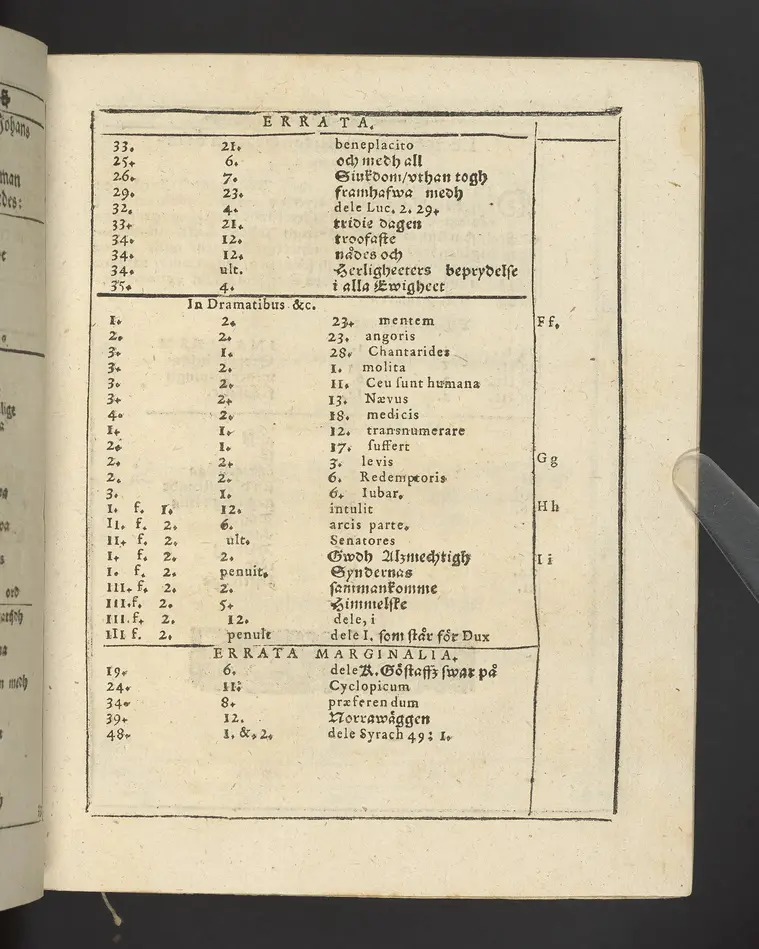 ERRATA.
33. 21. beneplacito
25. 6. och medh all
26. 7. Siukdom/vthan togh
29. 23. framhafwa medh
32. 4. dele Luc. 2. 29.
33. 21. tridie dagen
34. 12. troofaste
34. 12. nådes och
34. ult. Herligheeters beprydelse
35. 4. i alla Ewigheet
In Dramatibus &c.
1. 2. 23. mentem Ff.
2. 2. 23. angoris
3. 1. 28. Chantarides
3. 2. 1. molita
3. 2. 11. Ceu sunt humana
3. 2. 13. Nævus
4. 2. 18. medicis
1. 1. 12. transnumerare
2. 1. 17. suffert
2. 2. 3. levis Gg
2. 2. 6. Redemptoris
3. 1. 6. Iubar.
I. f. 1. 12. intulit Hh
II. f. 2. 6. arcis parte.
II. f. 2. ult. Senatores
I. f. 2. 2. Gwdh Alzmechtigh Ii
I. f. 2. penult. Syndernas
III. f. 2. 2. sammankomme
III. f. 2. 5. Himmelske
III. f. 2. 12. dele, i
III f. 2. penult dele I. som står för Dux
ERRATA MARGINALIA.
19. 6. dele K. Göstaffz swar på
24. 11. Cyclopicum
34. 8. præferendum
39. 12. Norrawäggen
48. 1. &. 2. dele Syrach 49: 1.